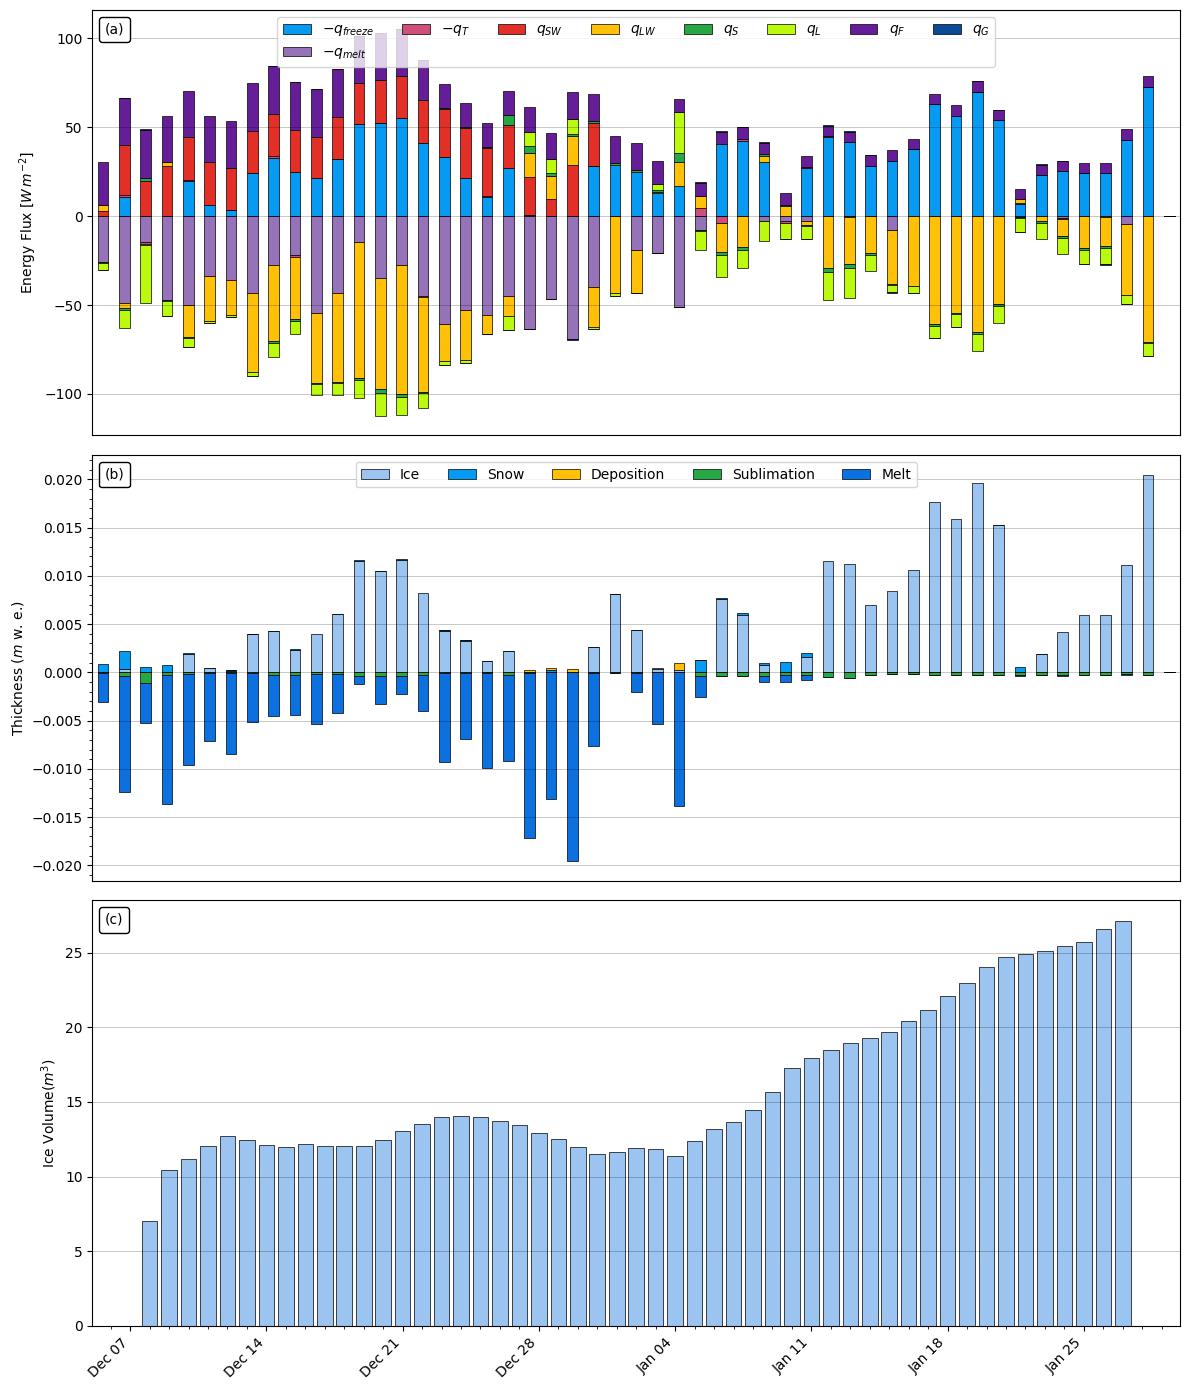 (a)
−q_freeze −q_T q_SW q_LW q_S q_L q_F q_G
−q_melt
100
50
0
−50
−100
Energy Flux [W m⁻²]
(b)
Ice Snow Deposition Sublimation Melt
0.020
0.015
0.010
0.005
0.000
−0.005
−0.010
−0.015
−0.020
Thickness (m w. e.)
(c)
25
20
15
10
5
0
Ice Volume(m³)
Dec 07 Dec 14 Dec 21 Dec 28 Jan 04 Jan 11 Jan 18 Jan 25